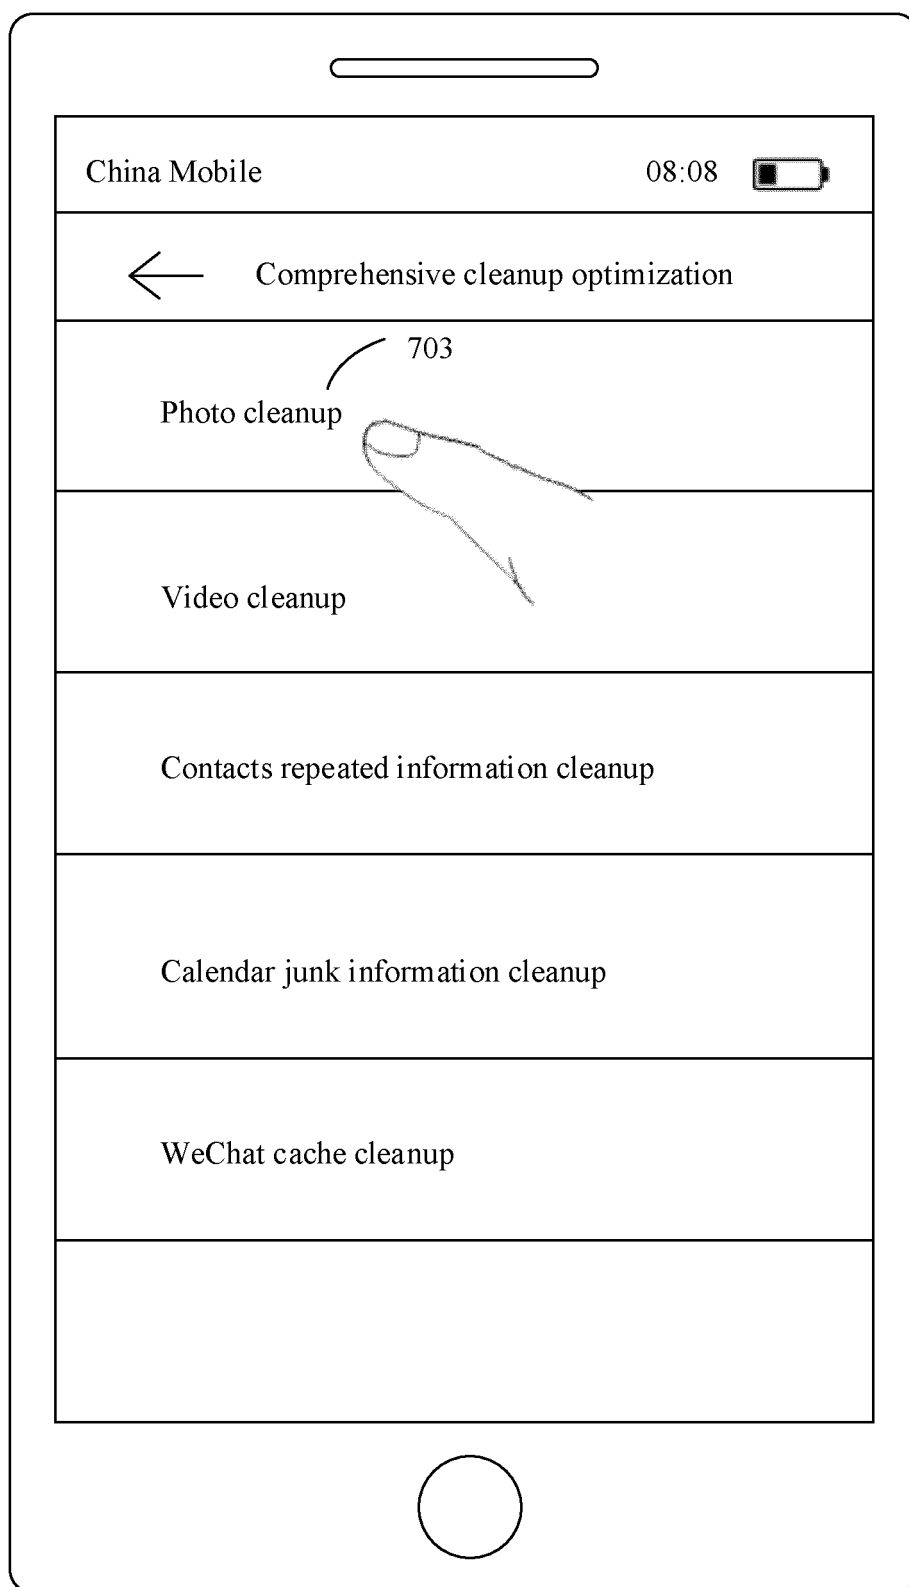 China Mobile 08:08
Comprehensive cleanup optimization
703
Photo cleanup
Video cleanup
Contacts repeated information cleanup
Calendar junk information cleanup
WeChat cache cleanup